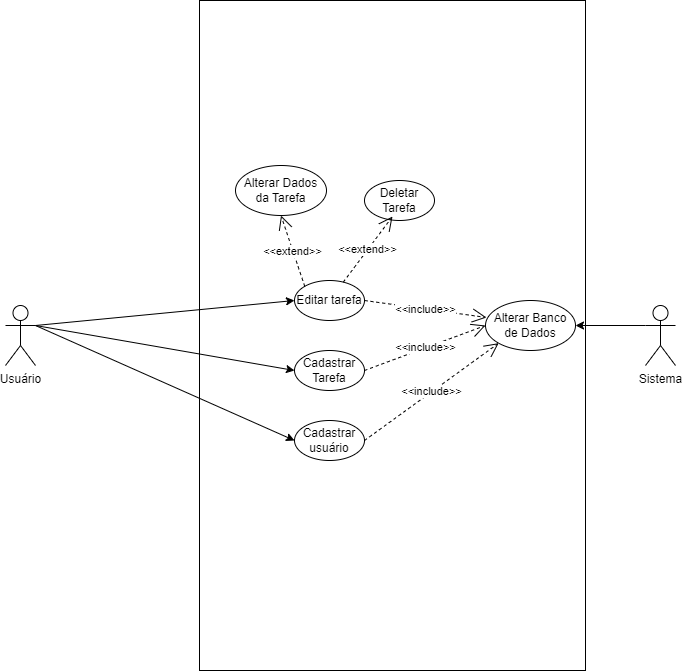 Alterar Dados
da Tarefa
Deletar
Tarefa
<<extend>>
<<extend>>
Editar tarefa
<<include>>
Alterar Banco
de Dados
<<include>>
Cadastrar
Tarefa
Usuário
Sistema
<<include>>
Cadastrar
usuário